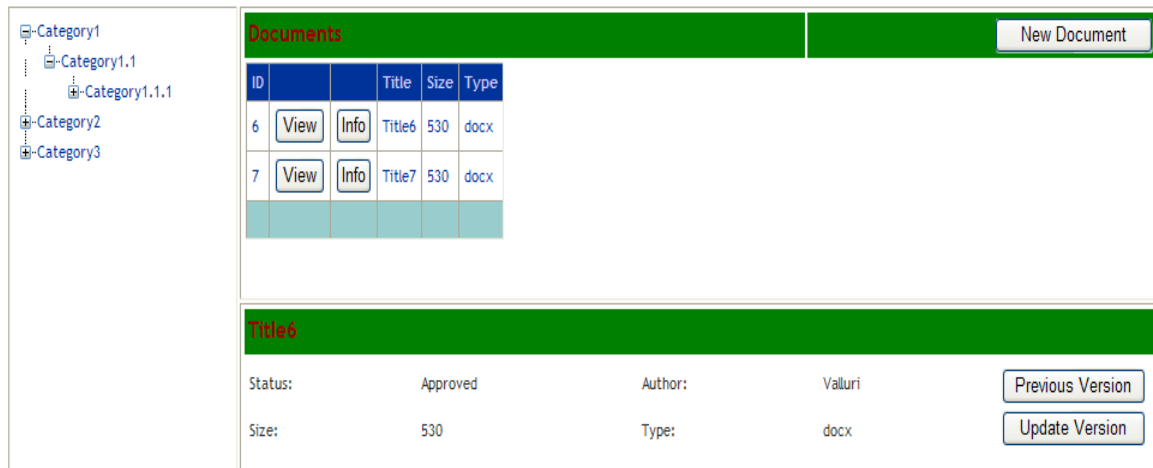 Category1
Category1.1
Category1.1.1
Category2
Category3
Documents New Document
ID Title Size Type
6 View Info Title6 530 docx
7 View Info Title7 530 docx
Title6
Status: Approved Author: Valluri Previous Version
Size: 530 Type: docx Update Version